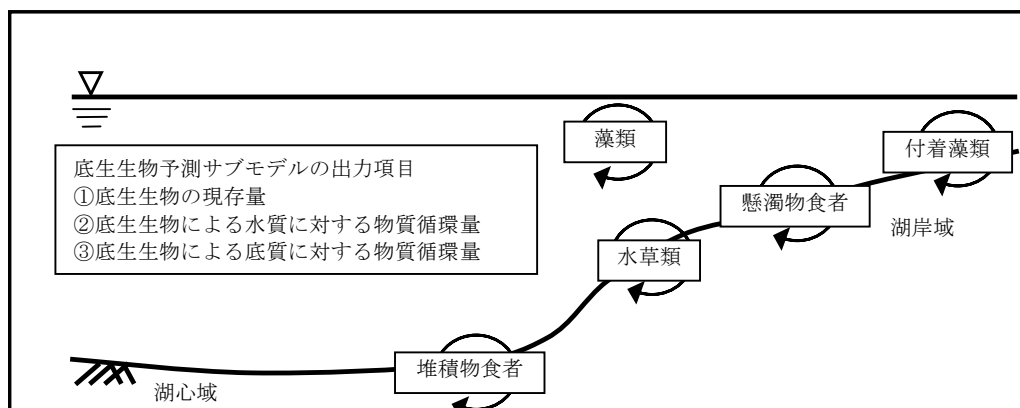 藻類
付着藻類
底生生物予測サブモデルの出力項目
①底生生物の現存量
②底生生物による水質に対する物質循環量
③底生生物による底質に対する物質循環量
懸濁物食者
湖岸域
水草類
堆積物食者
湖心域